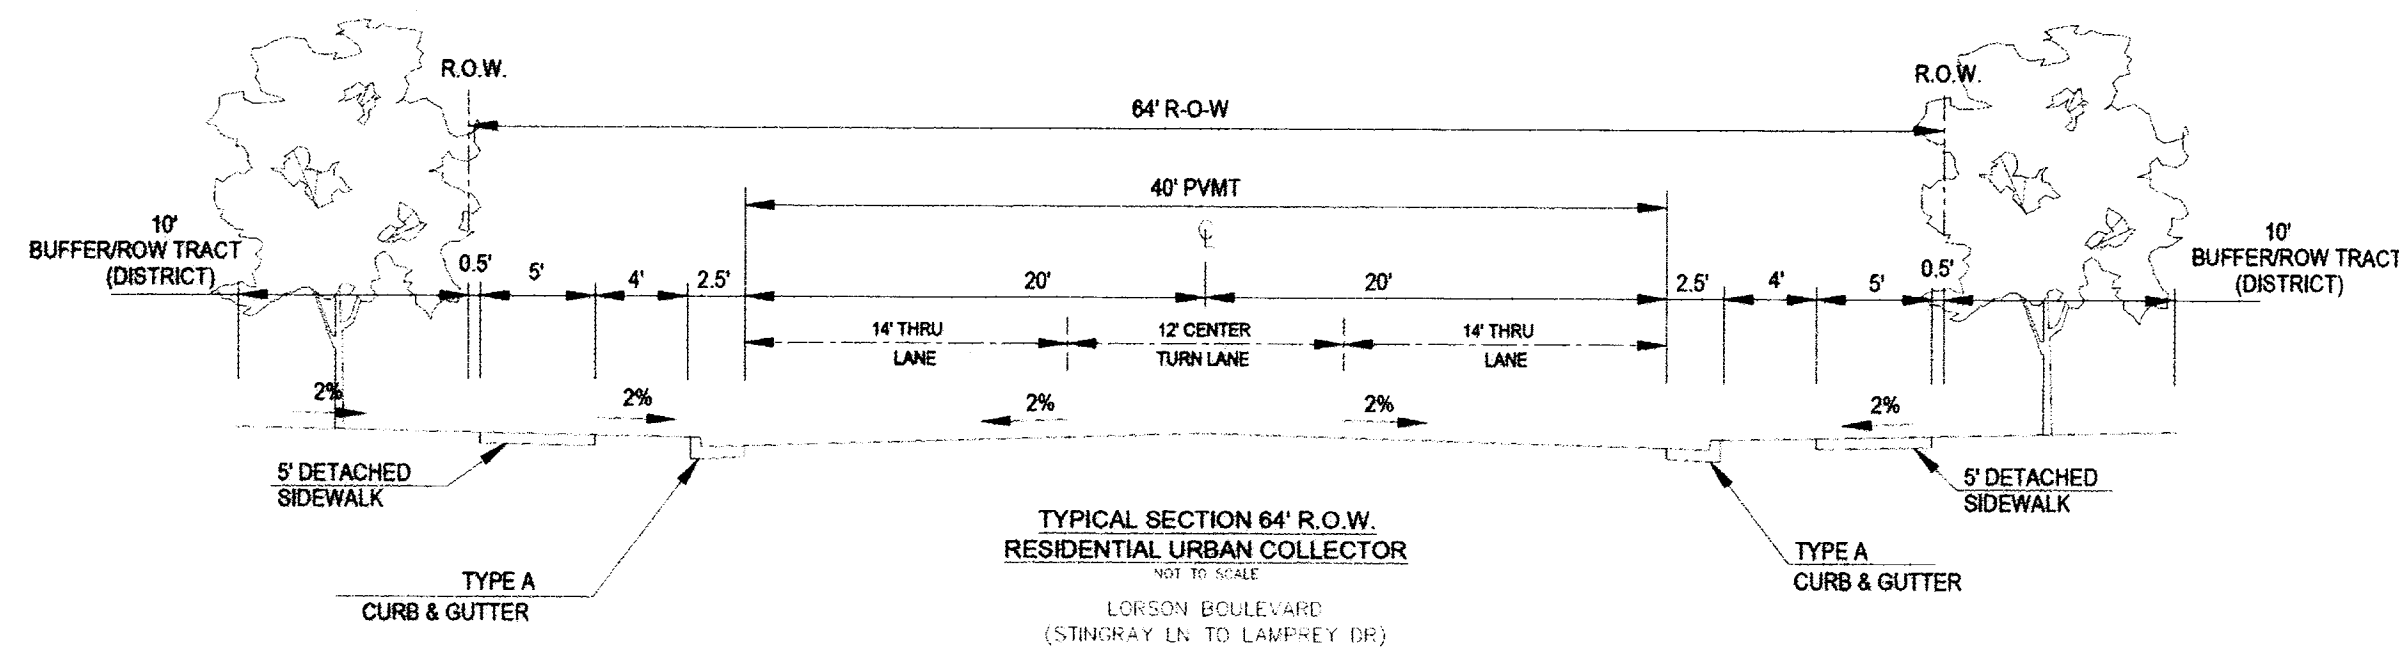 R.O.W.
R.O.W.
64' R-O-W
40' PVMT
10'
BUFFER/ROW TRACT
(DISTRICT)
0.5'
5'
4'
2.5'
20'
℄
20'
2.5'
4'
5'
0.5'
10'
BUFFER/ROW TRACT
(DISTRICT)
14' THRU
LANE
12' CENTER
TURN LANE
14' THRU
LANE
2%
2%
2%
2%
2%
5' DETACHED
SIDEWALK
5' DETACHED
SIDEWALK
TYPE A
CURB & GUTTER
TYPE A
CURB & GUTTER
TYPICAL SECTION 64' R.O.W.
RESIDENTIAL URBAN COLLECTOR
NOT TO SCALE
LORSON BOULEVARD
(STINGRAY LN TO LAMPREY DR)